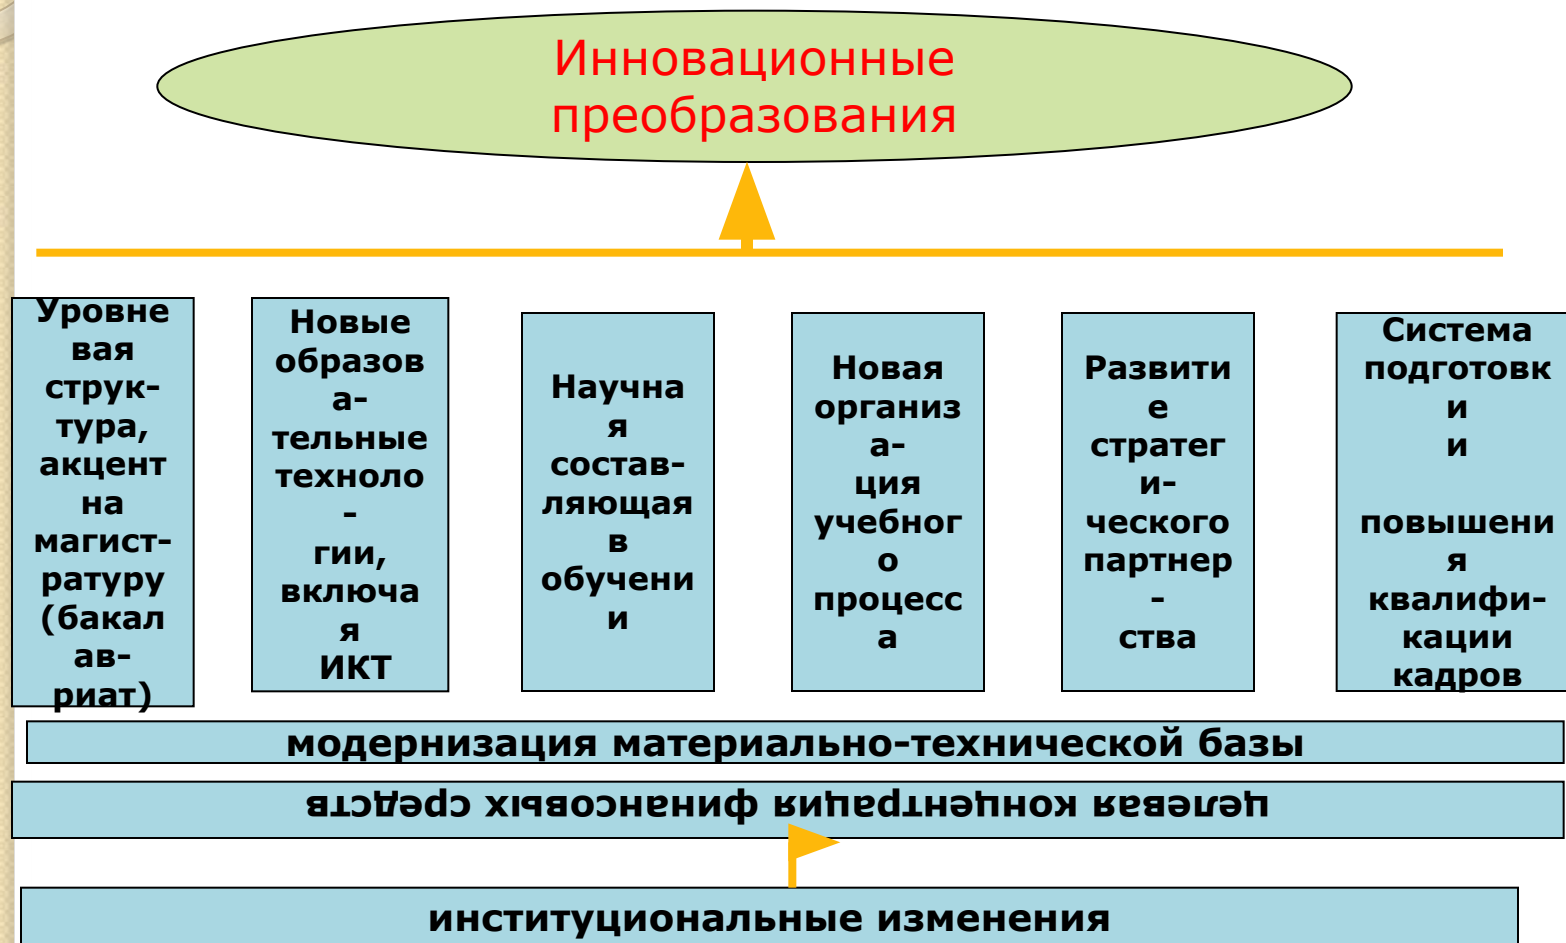 Инновационные
преобразования
Уровне
вая
струк-
тура,
акцент
на
магист-
ратуру
(бакал
ав-
риат)
Новые
образов
а-
тельные
техноло
-
гии,
включа
я
ИКТ
Научна
я
состав-
ляющая
в
обучени
и
Новая
организ
а-
ция
учебног
о
процесс
а
Развити
е
стратег
и-
ческого
партнер
-
ства
Система
подготовк
и
и
повышени
я
квалифи-
кации
кадров
модернизация материально-технической базы
целевая концентрация финансовых средств
институциональные изменения